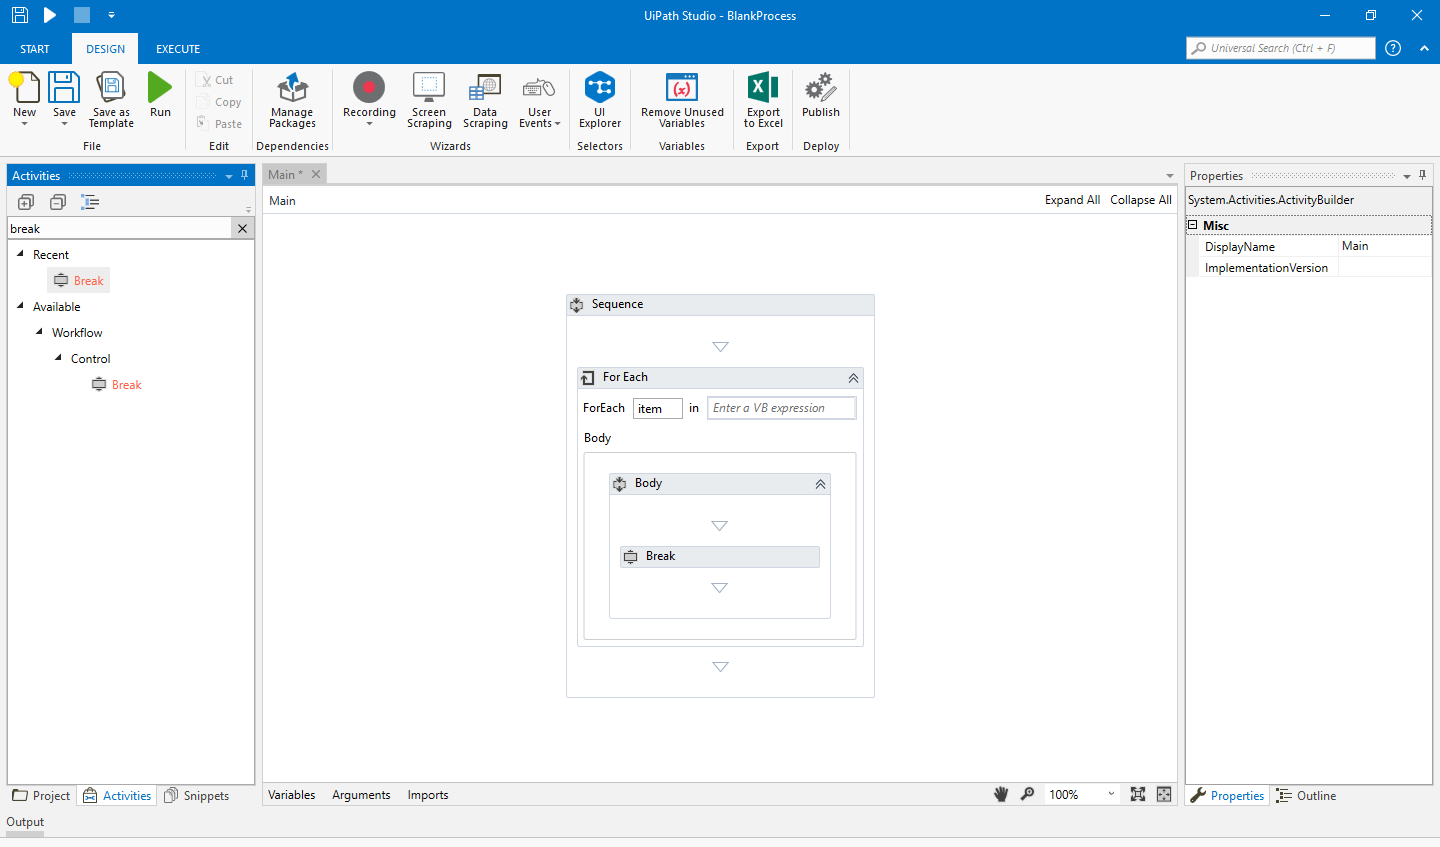 UiPath Studio - BlankProcess
START DESIGN EXECUTE
Universal Search (Ctrl + F)
New Save Save as Template Run
File
Cut
Copy
Paste
Edit
Manage Packages
Dependencies
Recording Screen Scraping Data Scraping User Events
Wizards
UI Explorer
Selectors
Remove Unused Variables
Variables
Export to Excel
Export
Publish
Deploy
Activities
break
Recent
Break
Available
Workflow
Control
Break
Project Activities Snippets
Main *
Main
Expand All Collapse All
Sequence
For Each
ForEach item in Enter a VB expression
Body
Body
Break
Variables Arguments Imports
100%
Properties
System.Activities.ActivityBuilder
Misc
DisplayName Main
ImplementationVersion
Properties Outline
Output